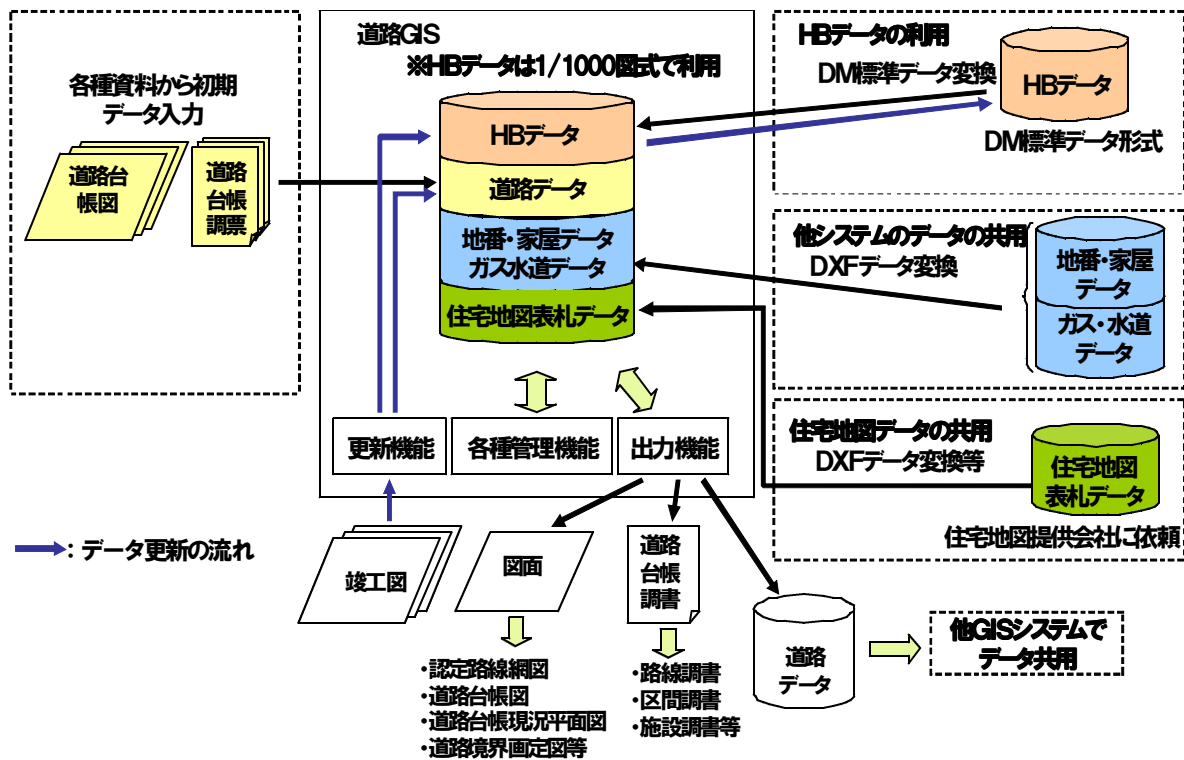 各種資料から初期
データ入力
道路台
帳図
道路
台帳
調票
道路GIS
※HBデータは1/1000図式で利用
HBデータ
道路データ
地番・家屋データ
ガス水道データ
住宅地図表札データ
更新機能
各種管理機能
出力機能
HBデータの利用
DM標準データ変換
HBデータ
DM標準データ形式
他システムのデータの共用
DXFデータ変換
地番・家屋
データ
ガス・水道
データ
住宅地図データの共用
DXFデータ変換等
住宅地図
表札データ
住宅地図提供会社に依頼
:データ更新の流れ
竣工図
図面
道路
台帳
調書
・認定路線網図
・道路台帳図
・道路台帳現況平面図
・道路境界画定図等
・路線調書
・区間調書
・施設調書等
道路
データ
他GISシステムで
データ共用